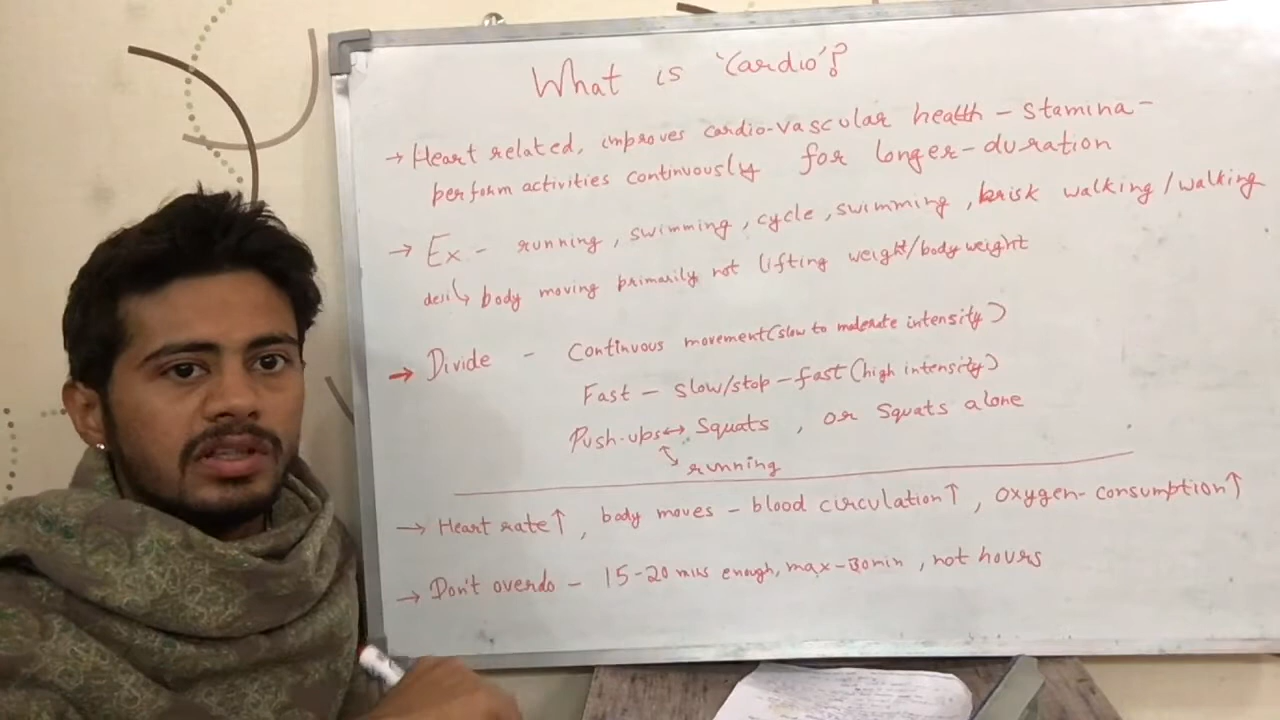 What is 'Cardio'?
→ Heart related, improves cardio-vascular health - stamina -
perform activities continuously for longer-duration
→ Ex - running, swimming, cycle, swimming, brisk walking/walking
desi↳ body moving primarily not lifting weight/body weight
→ Divide - Continuous movement (slow to moderate intensity)
Fast - slow/stop - fast (high intensity)
Push-ups ↔ Squats, or Squats alone
↔ running
→ Heart rate↑, body moves - blood circulation↑, oxygen-consumption↑
→ Don't overdo - 15-20 mins enough, max-30min, not hours